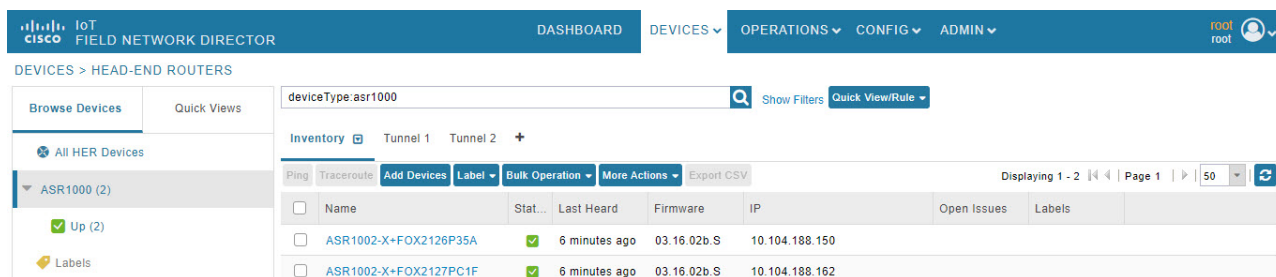 IoT
CISCO FIELD NETWORK DIRECTOR
DASHBOARD DEVICES OPERATIONS CONFIG ADMIN
root
root
DEVICES > HEAD-END ROUTERS
Browse Devices Quick Views
All HER Devices
ASR1000 (2)
Up (2)
Labels
deviceType:asr1000 Show Filters Quick View/Rule
Inventory Tunnel 1 Tunnel 2 +
Ping Traceroute Add Devices Label Bulk Operation More Actions Export CSV Displaying 1 - 2 Page 1 50
Name Stat... Last Heard Firmware IP Open Issues Labels
ASR1002-X+FOX2126P35A 6 minutes ago 03.16.02b.S 10.104.188.150
ASR1002-X+FOX2127PC1F 6 minutes ago 03.16.02b.S 10.104.188.162